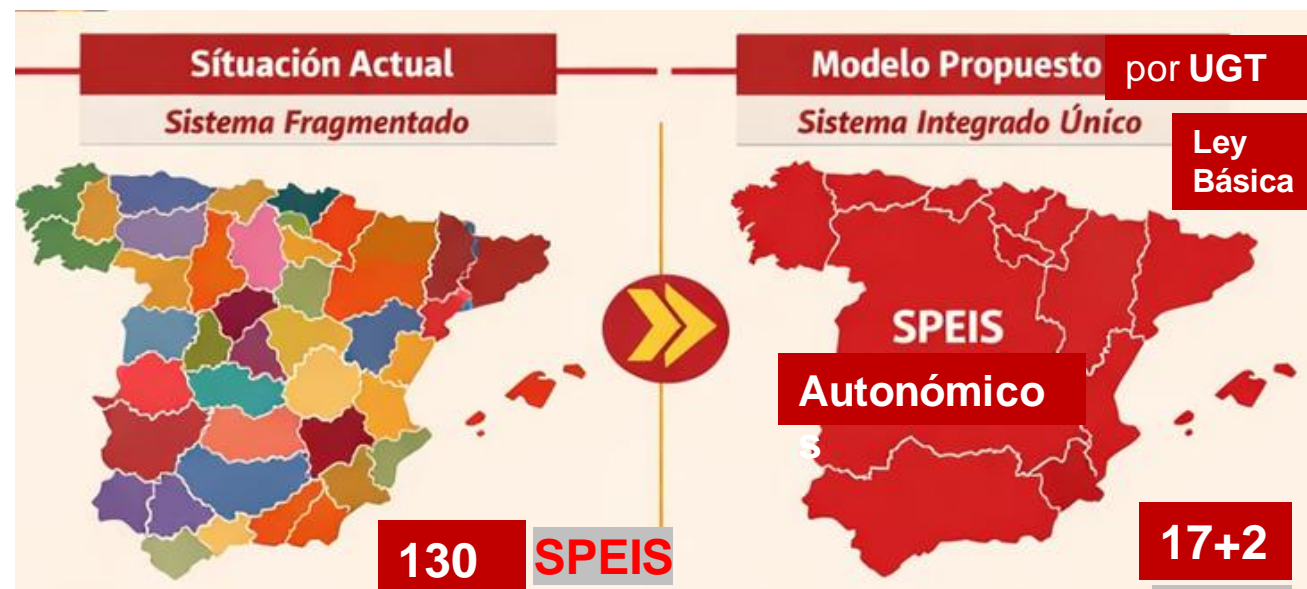 Sítuación Actual
Sistema Fragmentado
130 SPEIS
Modelo Propuesto por UGT
Sistema Integrado Único
Ley
Básica
SPEIS
Autonómico
s
17+2